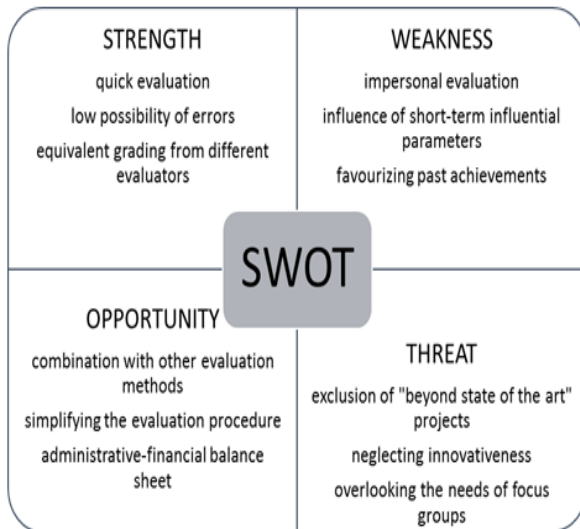 STRENGTH
quick evaluation
low possibility of errors
equivalent grading from different
evaluators
WEAKNESS
impersonal evaluation
influence of short-term influential
parameters
favourizing past achievements
SWOT
OPPORTUNITY
combination with other evaluation
methods
simplifying the evaluation procedure
administrative-financial balance
sheet
THREAT
exclusion of "beyond state of the art"
projects
neglecting innovativeness
overlooking the needs of focus
groups